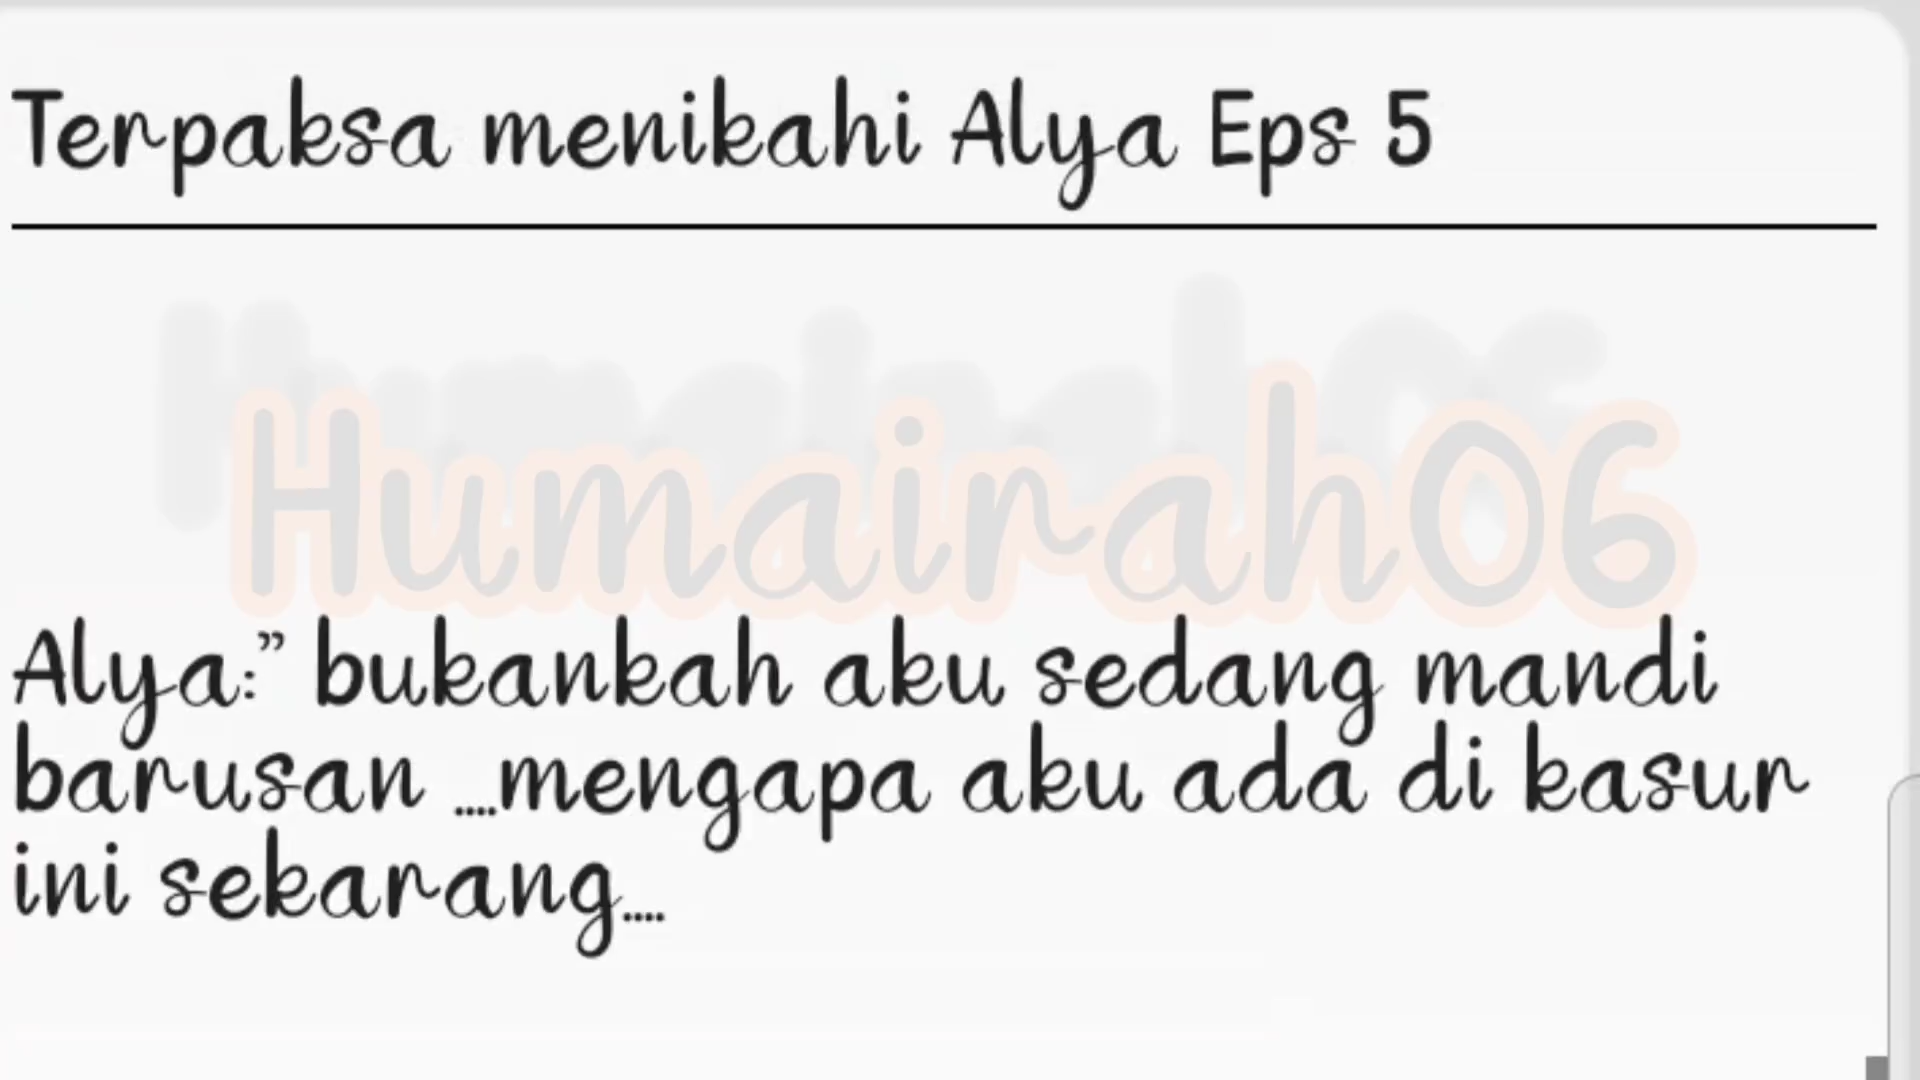 Terpaksa menikahi Alya Eps 5
Humairah06
Alya:” bukankah aku sedang mandi
barusan ....mengapa aku ada di kasur
ini sekarang....